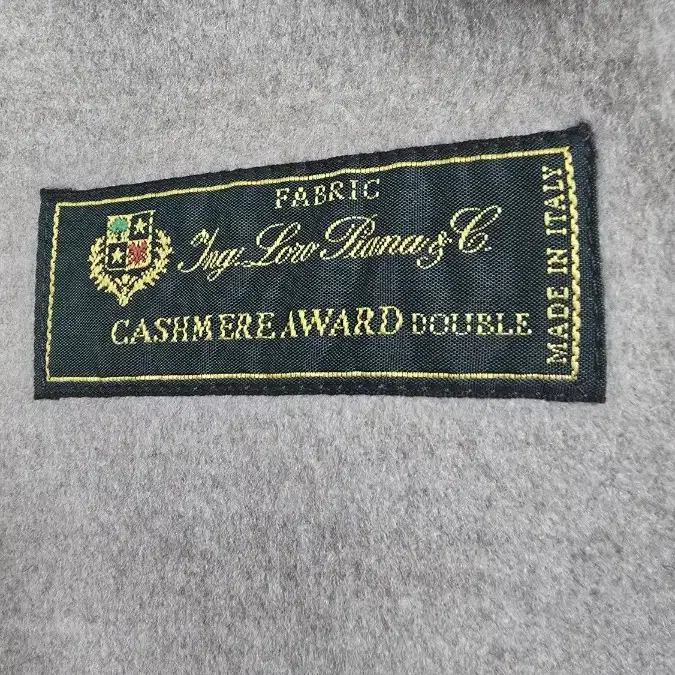 FABRIC
Ing. Loro Piana & C.
CASHMERE AWARD DOUBLE
MADE IN ITALY